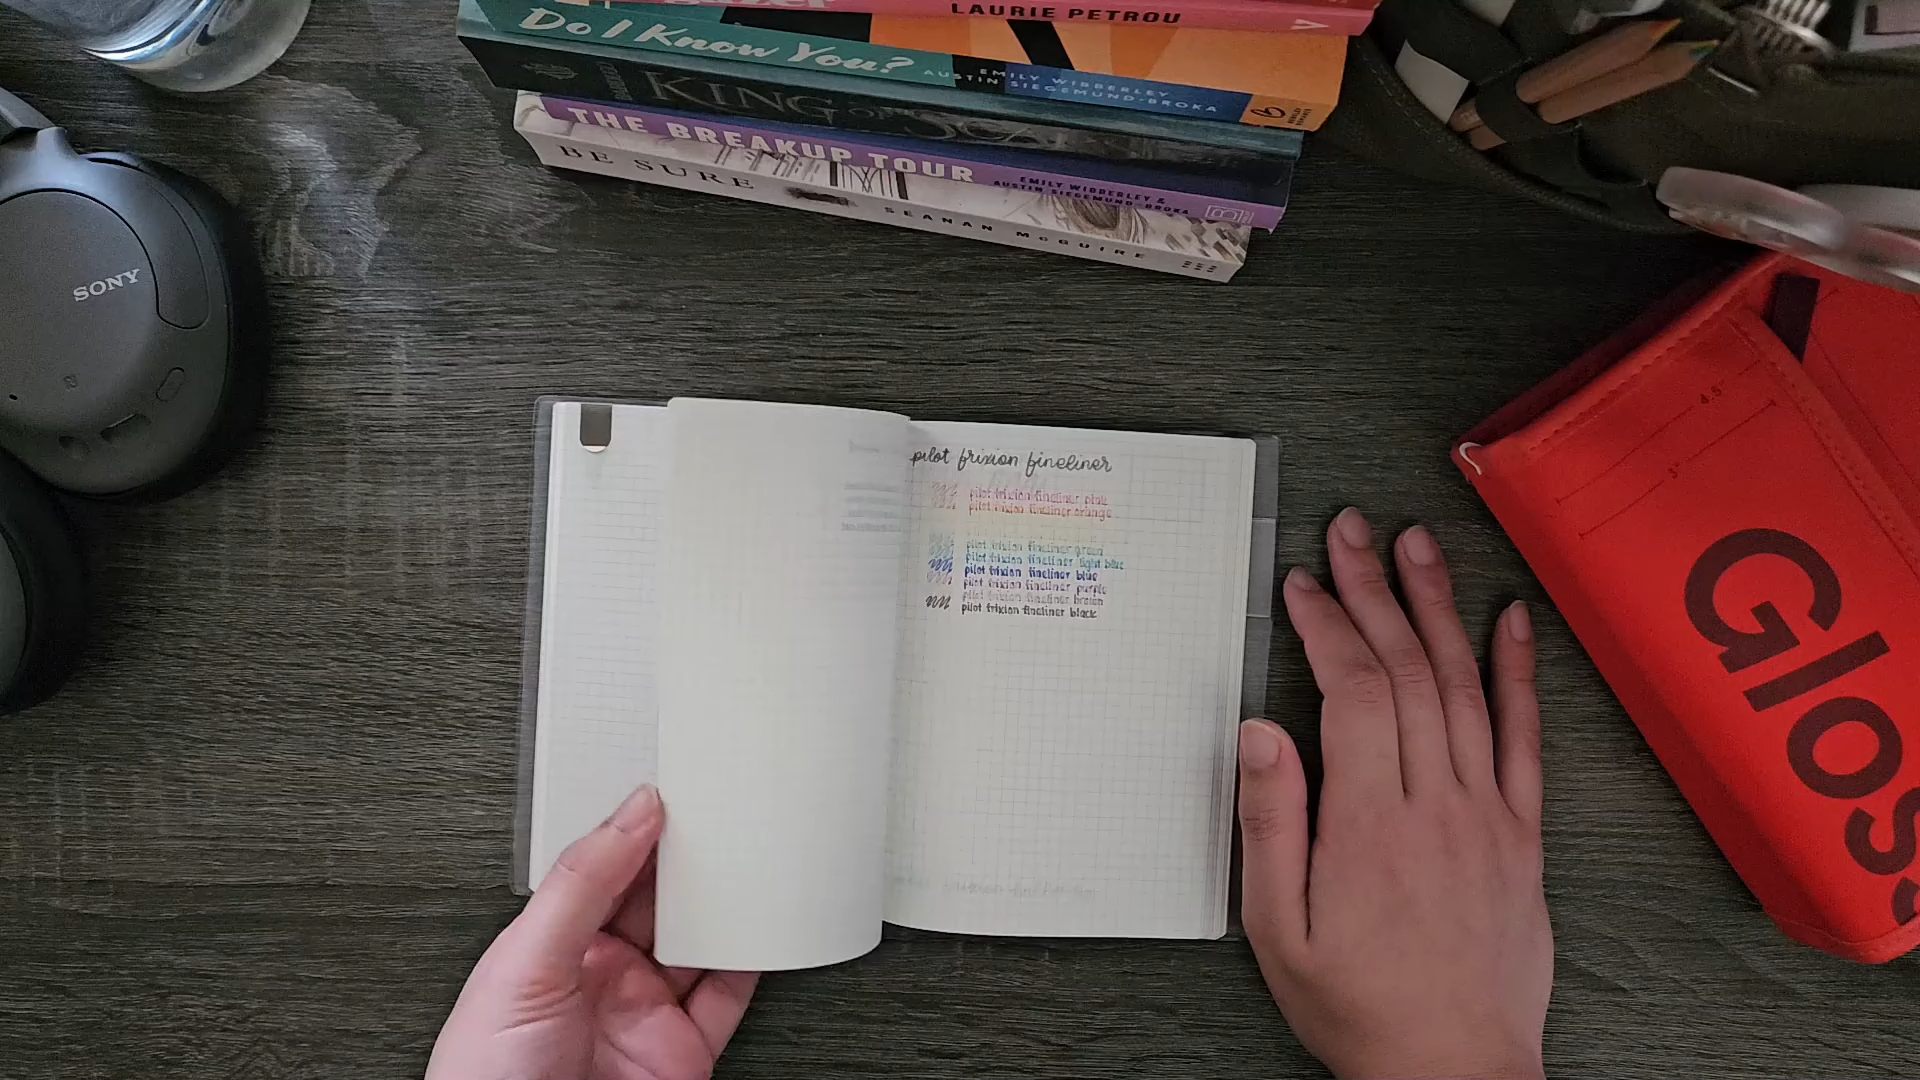 LAURIE PETROU
Do I Know You?
EMILY WIBBERLEY
AUSTIN SIEGEMUND-BROKA
KING OF
THE BREAKUP TOUR
EMILY WIBBERLEY &
AUSTIN SIEGEMUND-BROKA
BE SURE
SEANAN McGUIRE
SONY
4.5"
3"
Glos
pilot frixion fineliner
pilot frixion fineliner pink
pilot frixion fineliner orange
pilot frixion fineliner green
pilot frixion fineliner light blue
pilot frixion fineliner blue
pilot frixion fineliner purple
pilot frixion fineliner brown
pilot frixion fineliner black